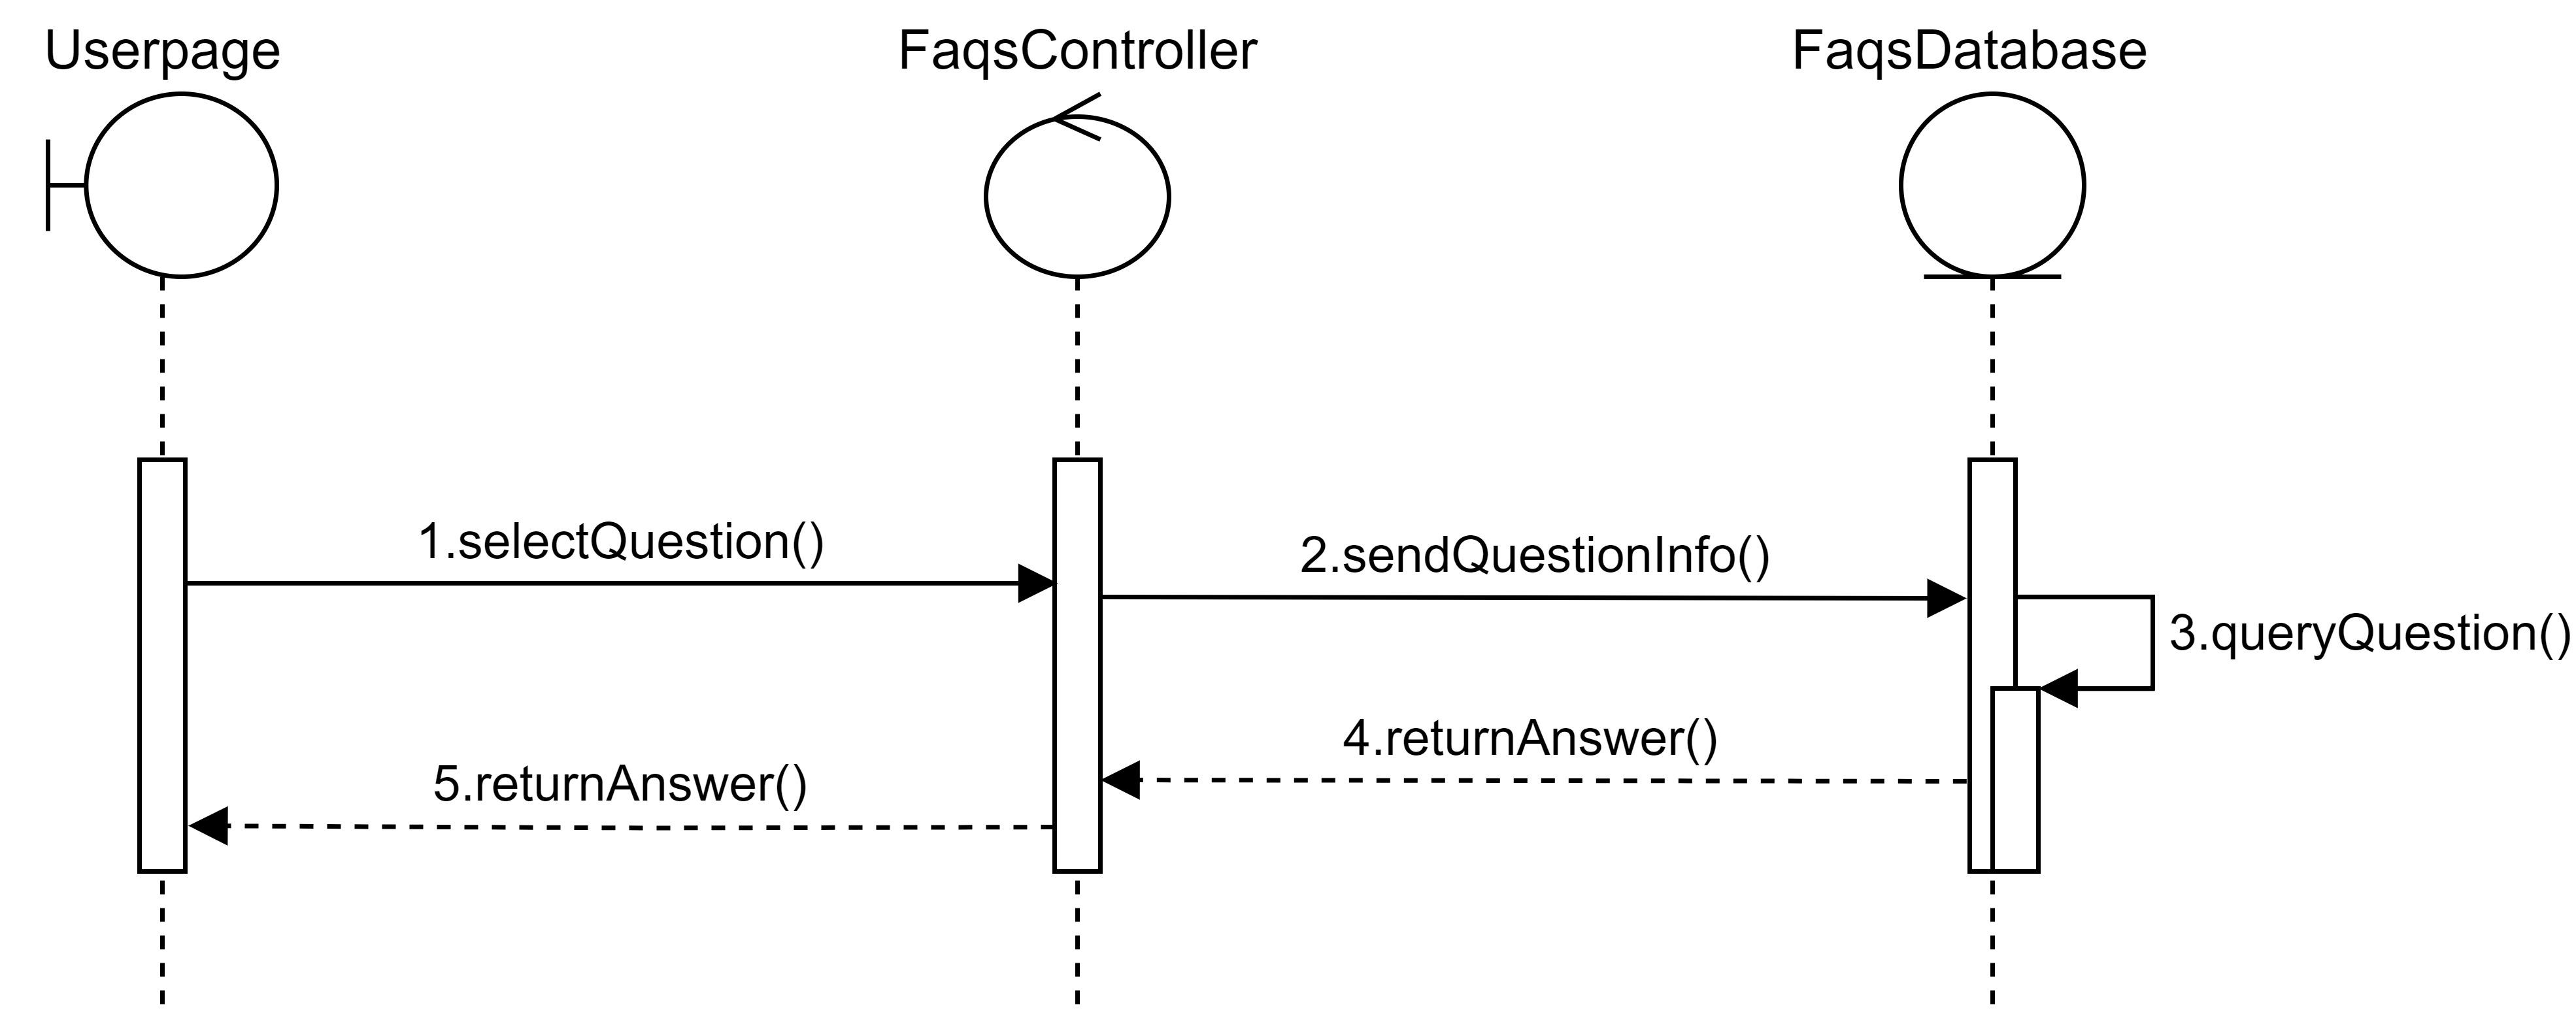 Userpage
FaqsController
FaqsDatabase
1.selectQuestion()
2.sendQuestionInfo()
3.queryQuestion()
4.returnAnswer()
5.returnAnswer()